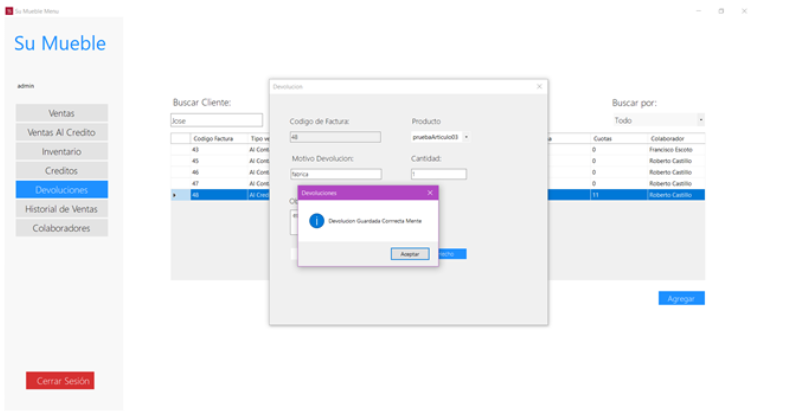 Su Mueble Menu
Su Mueble
admin
Ventas
Ventas Al Credito
Inventario
Creditos
Devoluciones
Historial de Ventas
Colaboradores
Cerrar Sesión
Buscar Cliente:
Jose
Buscar por:
Todo
Codigo Factura Tipo ve Cuotas Colaborador
43 Al Cont 0 Francisco Escoto
45 Al Cont 0 Roberto Castillo
46 Al Cont 0 Roberto Castillo
47 Al Cont 0 Roberto Castillo
48 Al Cred 11 Roberto Castillo
Agregar
Devolucion
Codigo de Factura:
Producto
48
pruebaArticulo03
Motivo Devolucion:
Cantidad:
1
Devoluciones
Devolucion Guardada Correcta Mente
Aceptar